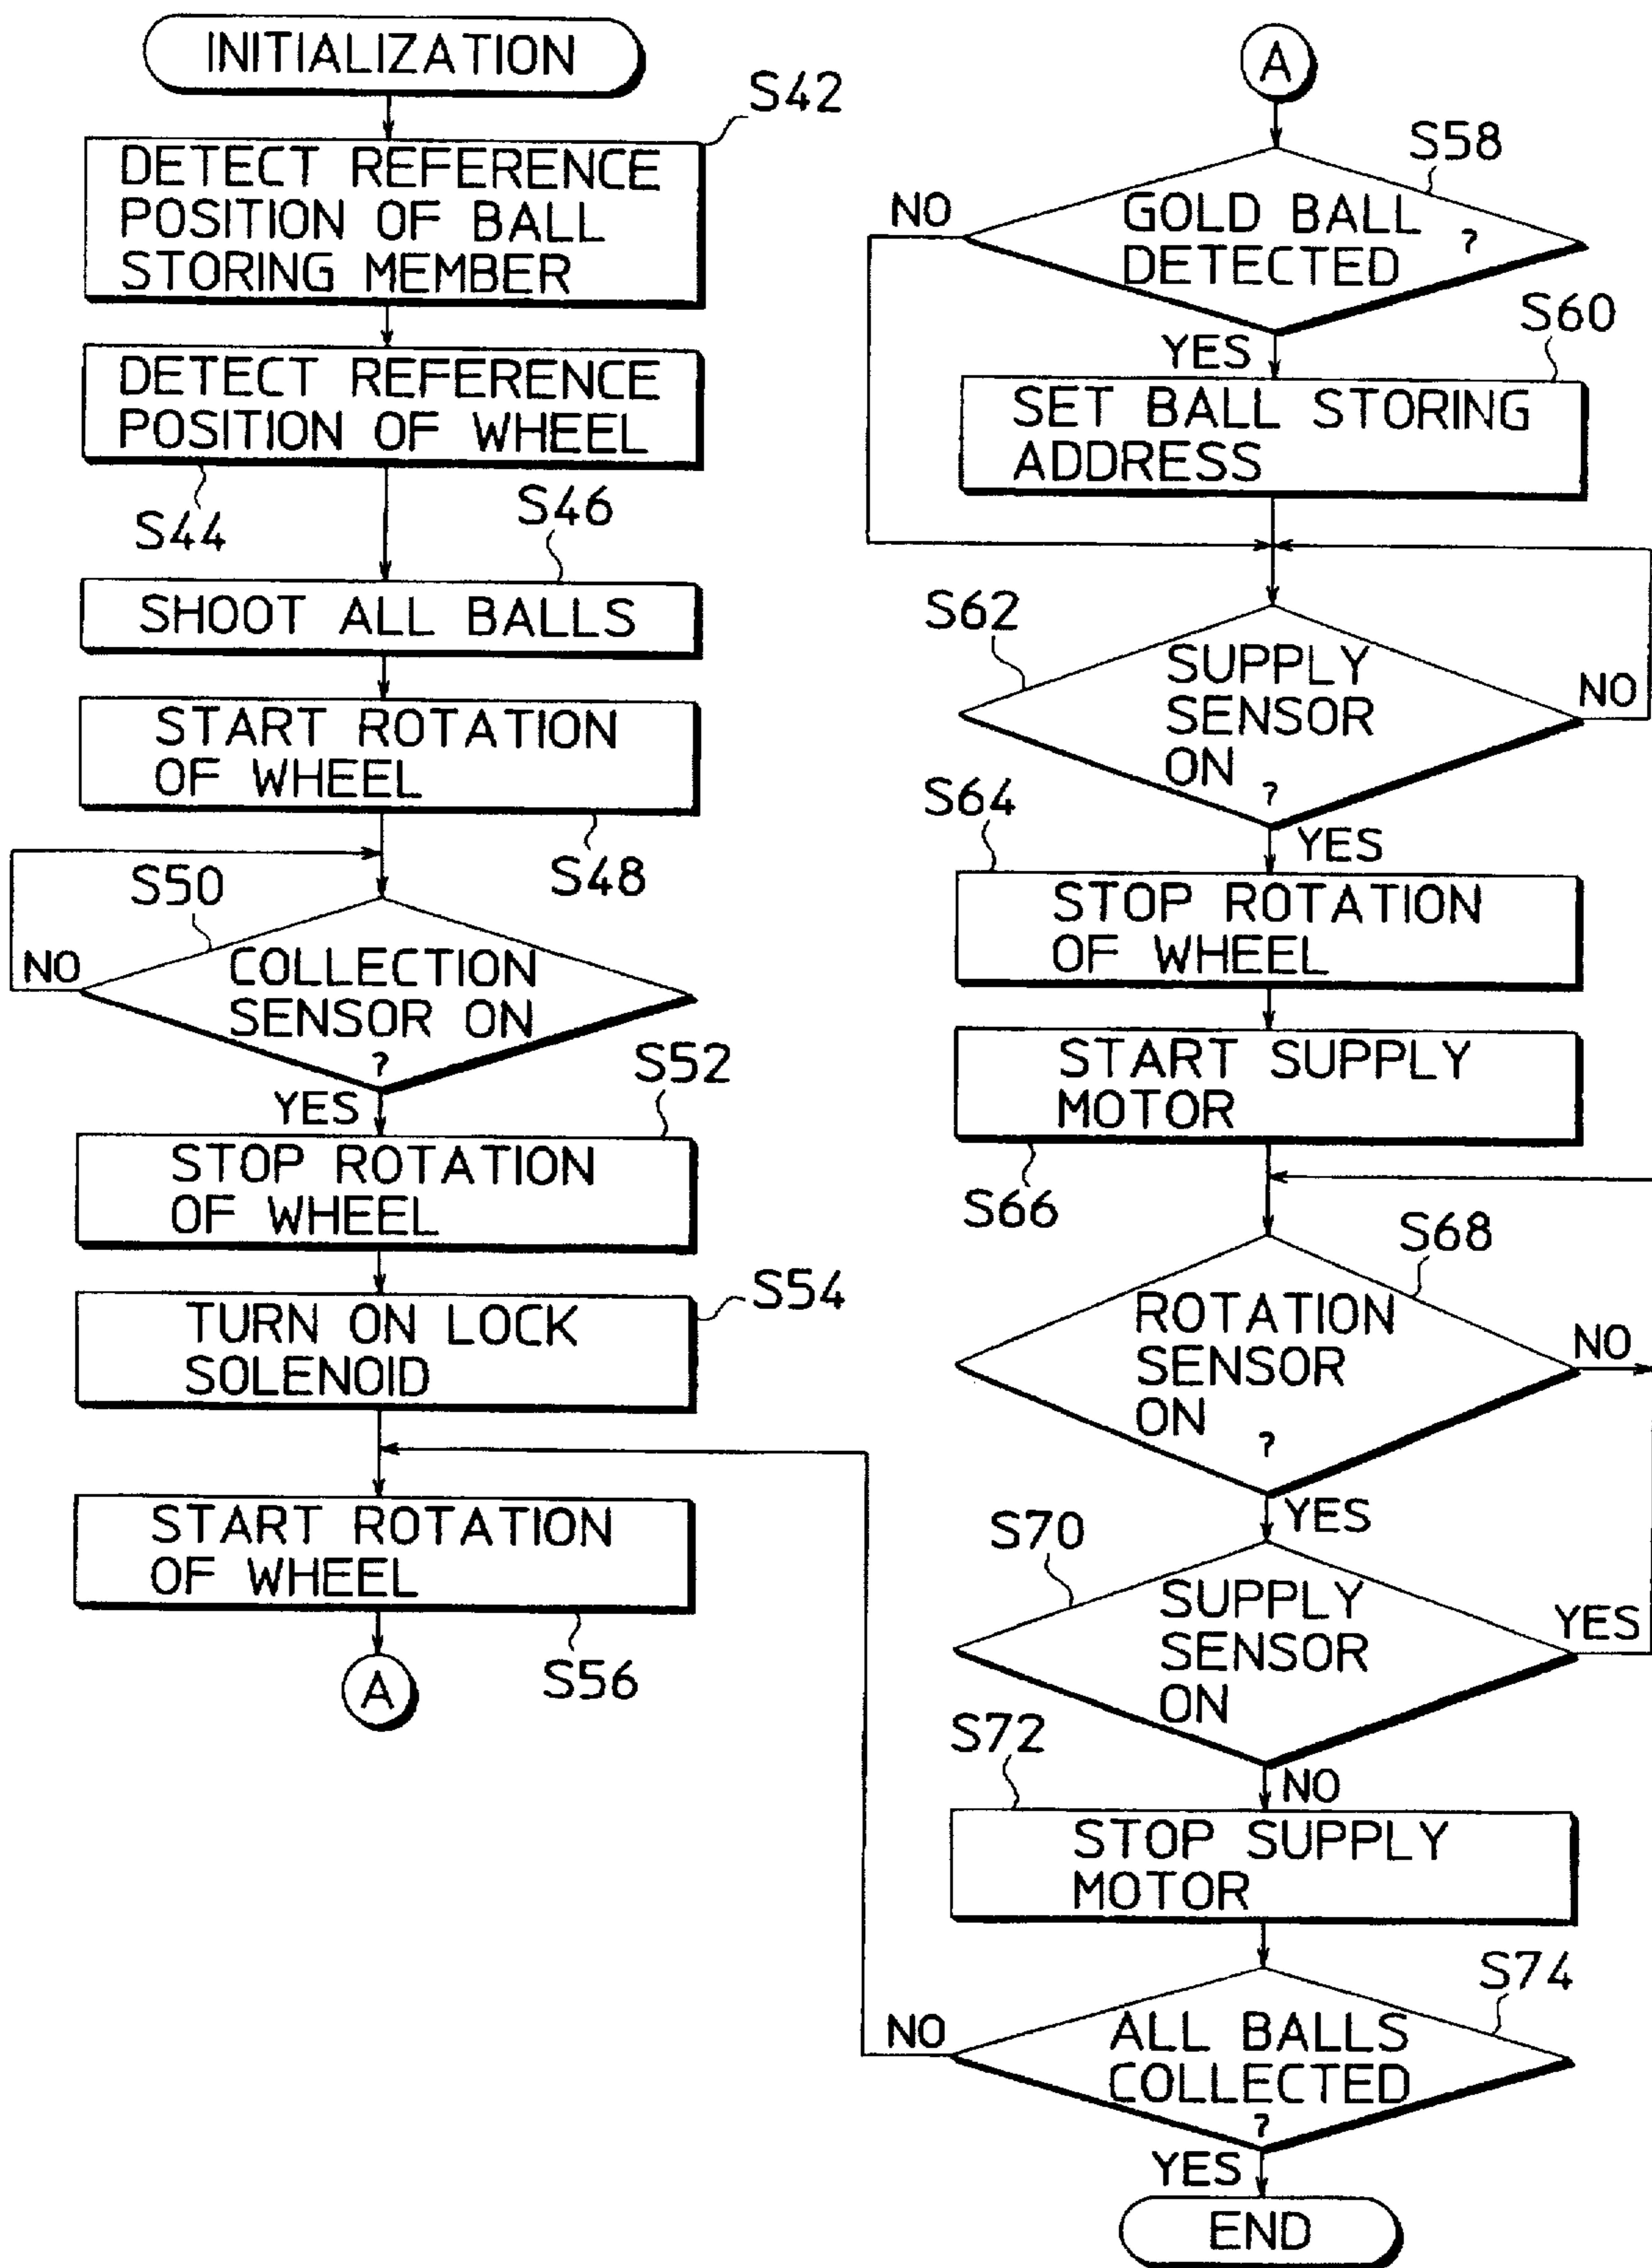 INITIALIZATION
S42
DETECT REFERENCE
POSITION OF BALL
STORING MEMBER
DETECT REFERENCE
POSITION OF WHEEL
S44
S46
SHOOT ALL BALLS
START ROTATION
OF WHEEL
S48
S50
NO
COLLECTION
SENSOR ON
?
YES
S52
STOP ROTATION
OF WHEEL
S54
TURN ON LOCK
SOLENOID
START ROTATION
OF WHEEL
S56
A
A
S58
NO
GOLD BALL
DETECTED ?
YES
S60
SET BALL STORING
ADDRESS
S62
SUPPLY
SENSOR
ON
?
NO
YES
S64
STOP ROTATION
OF WHEEL
START SUPPLY
MOTOR
S66
S68
ROTATION
SENSOR
ON
?
NO
YES
S70
SUPPLY
SENSOR
ON
YES
NO
S72
STOP SUPPLY
MOTOR
S74
NO
ALL BALLS
COLLECTED
?
YES
END